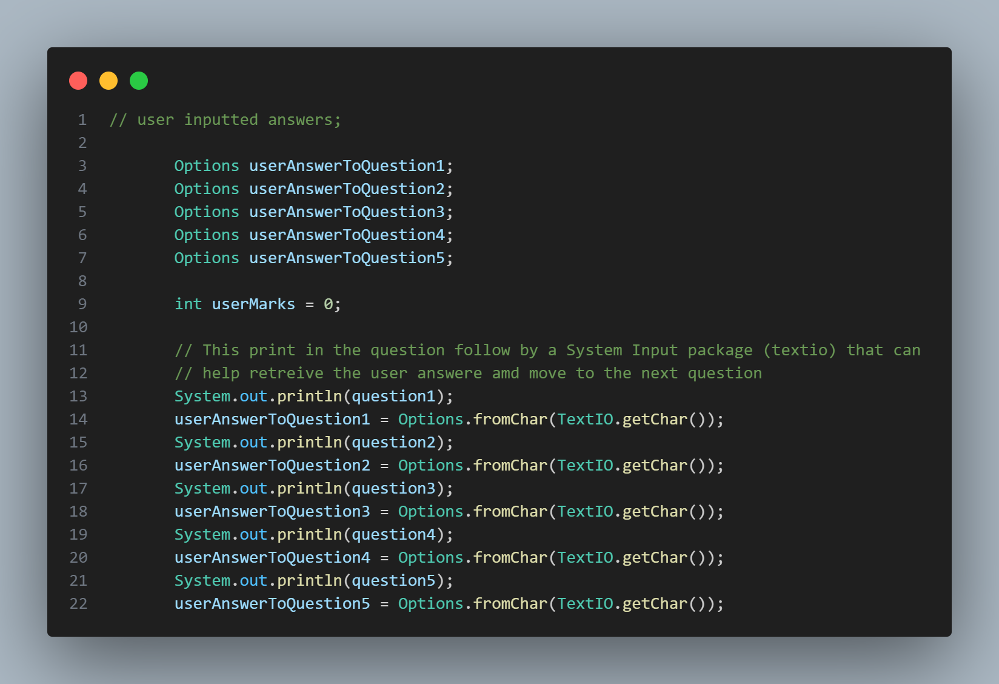 1 // user inputted answers;
2
3 Options userAnswerToQuestion1;
4 Options userAnswerToQuestion2;
5 Options userAnswerToQuestion3;
6 Options userAnswerToQuestion4;
7 Options userAnswerToQuestion5;
8
9 int userMarks = 0;
10
11 // This print in the question follow by a System Input package (textio) that can
12 // help retreive the user answere amd move to the next question
13 System.out.println(question1);
14 userAnswerToQuestion1 = Options.fromChar(TextIO.getChar());
15 System.out.println(question2);
16 userAnswerToQuestion2 = Options.fromChar(TextIO.getChar());
17 System.out.println(question3);
18 userAnswerToQuestion3 = Options.fromChar(TextIO.getChar());
19 System.out.println(question4);
20 userAnswerToQuestion4 = Options.fromChar(TextIO.getChar());
21 System.out.println(question5);
22 userAnswerToQuestion5 = Options.fromChar(TextIO.getChar());